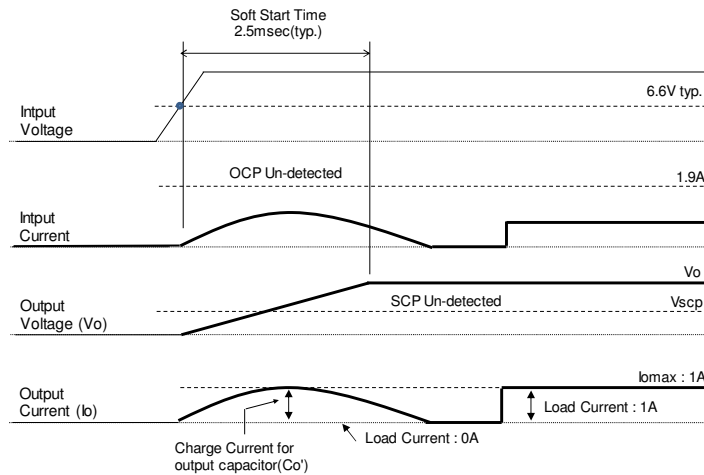 Soft Start Time
2.5msec(typ.)
6.6V typ.
Intput
Voltage
OCP Un-detected
1.9A
Intput
Current
Vo
Output
Voltage (Vo)
SCP Un-detected
Vscp
Iomax : 1A
Output
Current (Io)
Load Current : 1A
Load Current : 0A
Charge Current for
output capacitor(Co')